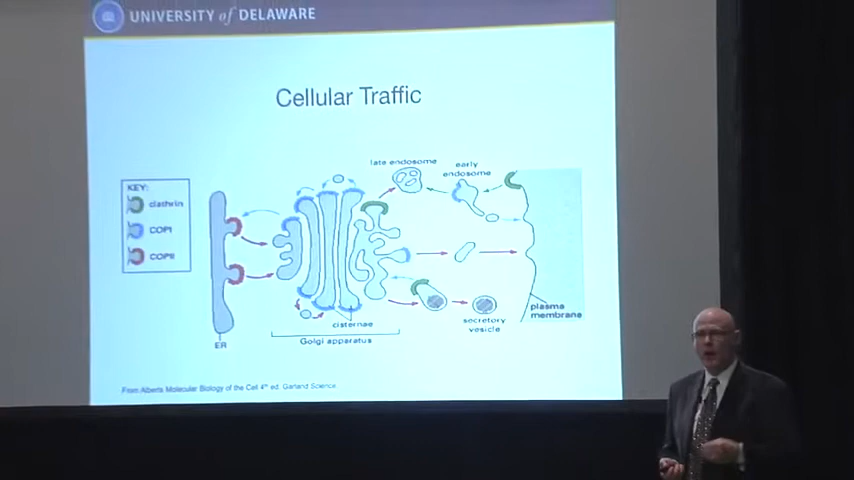 UNIVERSITY of DELAWARE
Cellular Traffic
late endosome
early
endosome
KEY:
clathrin
COPI
COPII
plasma
membrane
secretory
vesicle
cisternae
Golgi apparatus
ER
From Alberts Molecular Biology of the Cell 4th ed. Garland Science